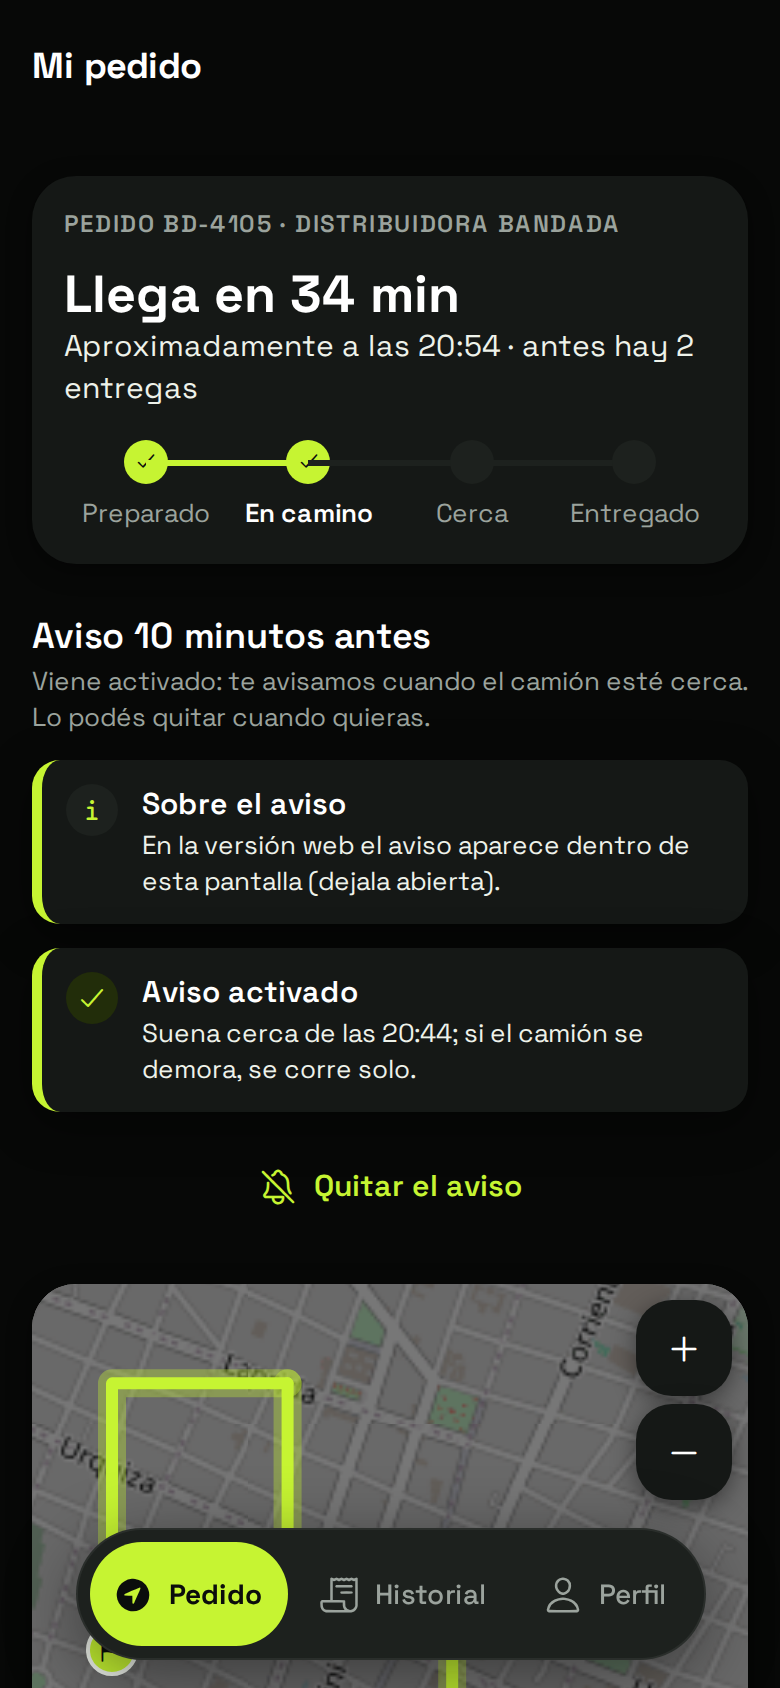 Mi pedido
PEDIDO BD-4105 · DISTRIBUIDORA BANDADA
Llega en 34 min
Aproximadamente a las 20:54 · antes hay 2
entregas
Preparado En camino Cerca Entregado
Aviso 10 minutos antes
Viene activado: te avisamos cuando el camión esté cerca.
Lo podés quitar cuando quieras.
i
Sobre el aviso
En la versión web el aviso aparece dentro de
esta pantalla (dejala abierta).
Aviso activado
Suena cerca de las 20:44; si el camión se
demora, se corre solo.
Quitar el aviso
+
Urquiza
−
Pedido Historial Perfil